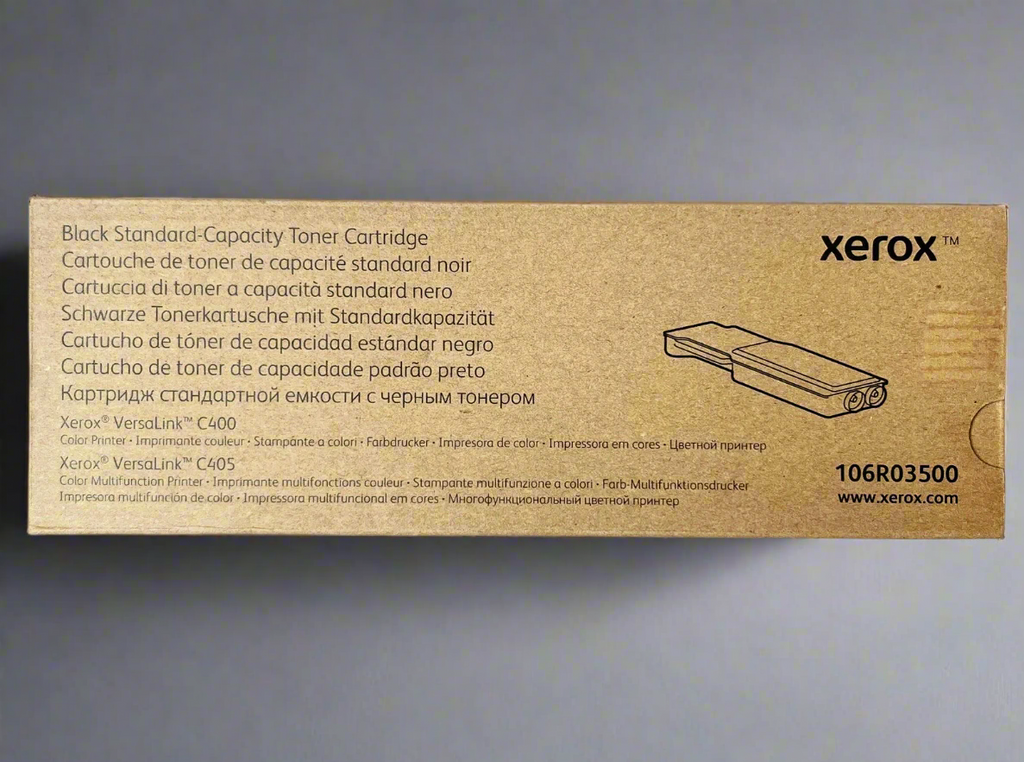 Black Standard-Capacity Toner Cartridge
Cartouche de toner de capacité standard noir
Cartuccia di toner a capacità standard nero
Schwarze Tonerkartusche mit Standardkapazität
Cartucho de tóner de capacidad estándar negro
Cartucho de toner de capacidade padrão preto
Картридж стандартной емкости с черным тонером
Xerox® VersaLink™ C400
Color Printer · Imprimante couleur · Stampante a colori · Farbdrucker · Impresora de color · Impressora em cores · Цветной принтер
Xerox® VersaLink™ C405
Color Multifunction Printer · Imprimante multifonctions couleur · Stampante multifunzione a colori · Farb-Multifunktionsdrucker
Impresora multifunción de color · Impressora multifuncional em cores · Многофункциональный цветной принтер
xerox™
106R03500
www.xerox.com